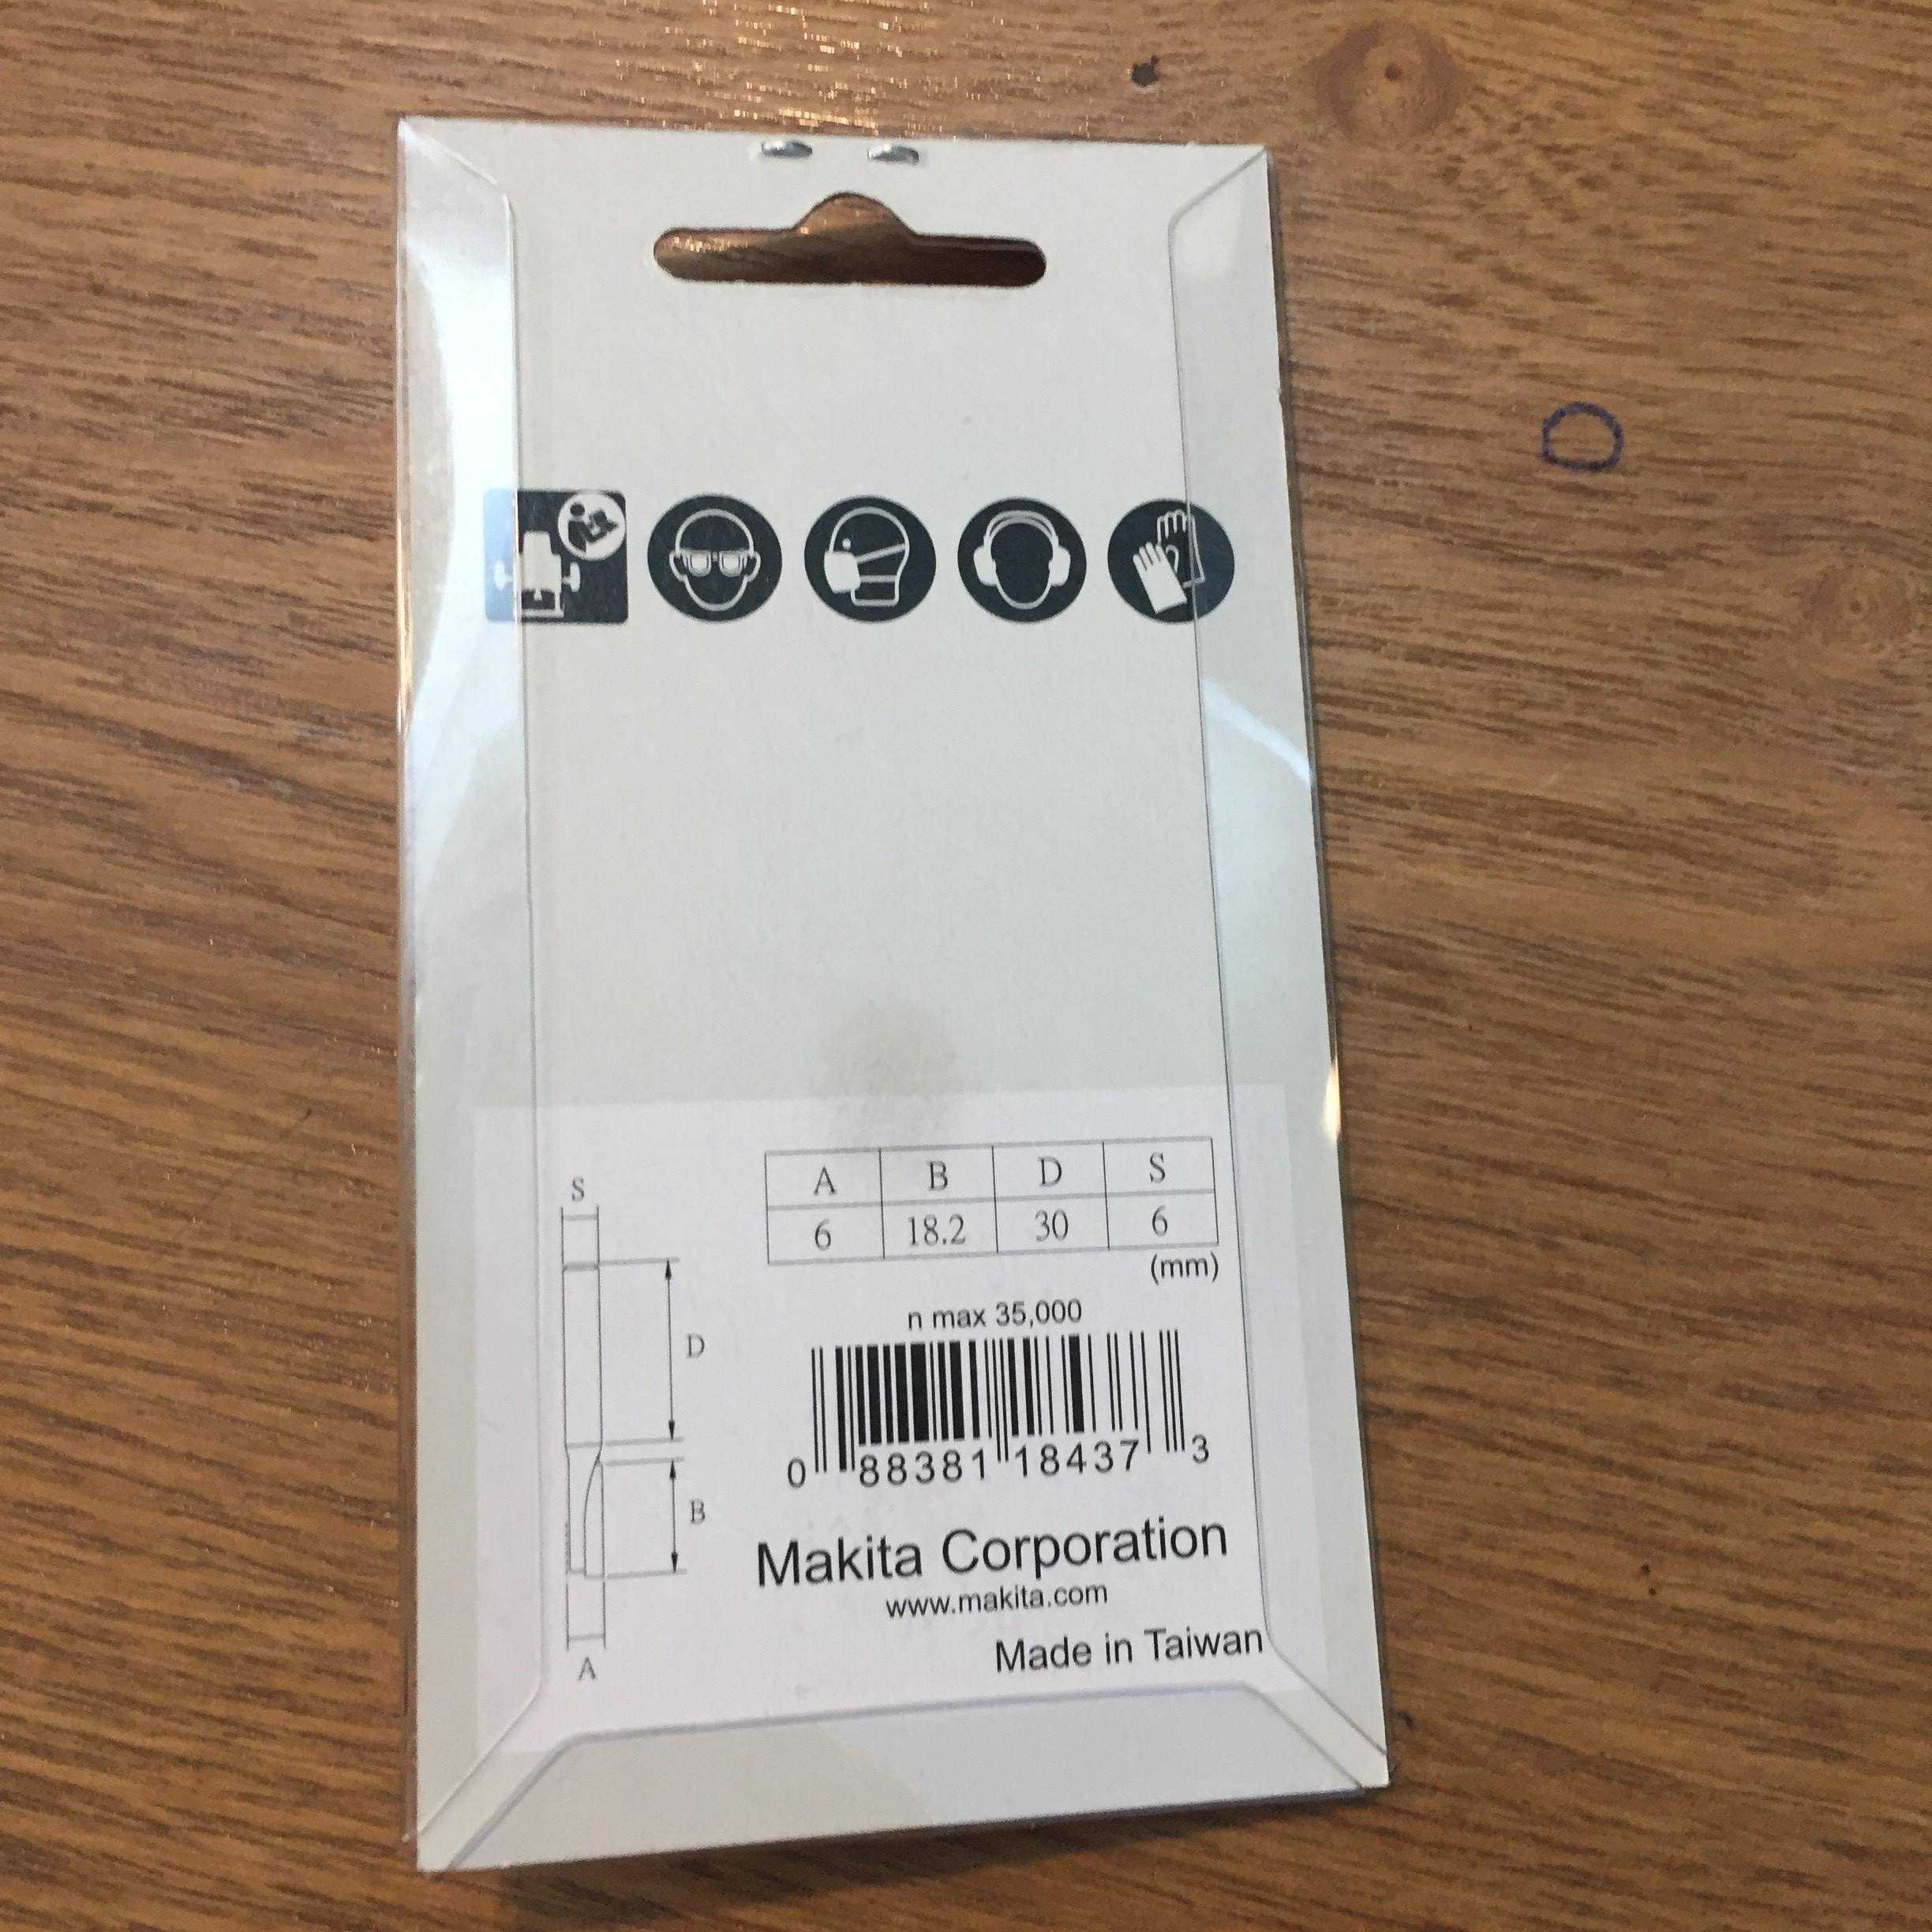 S
D
B
A
A B D S
6 18.2 30 6
(mm)
n max 35,000
0 88381 18437 3
Makita Corporation
www.makita.com
Made in Taiwan